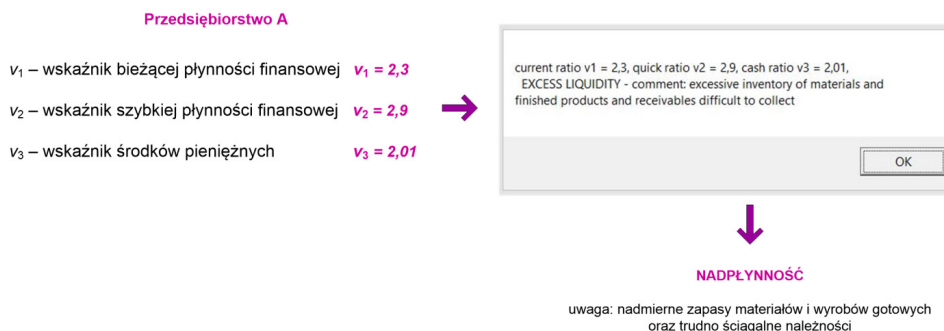 Przedsiębiorstwo A
v1 – wskaźnik bieżącej płynności finansowej v1 = 2,3
v2 – wskaźnik szybkiej płynności finansowej v2 = 2,9
v3 – wskaźnik środków pieniężnych v3 = 2,01
current ratio v1 = 2,3, quick ratio v2 = 2,9, cash ratio v3 = 2,01,
EXCESS LIQUIDITY - comment: excessive inventory of materials and
finished products and receivables difficult to collect
OK
NADPŁYNNOŚĆ
uwaga: nadmierne zapasy materiałów i wyrobów gotowych
oraz trudno ściągalne należności